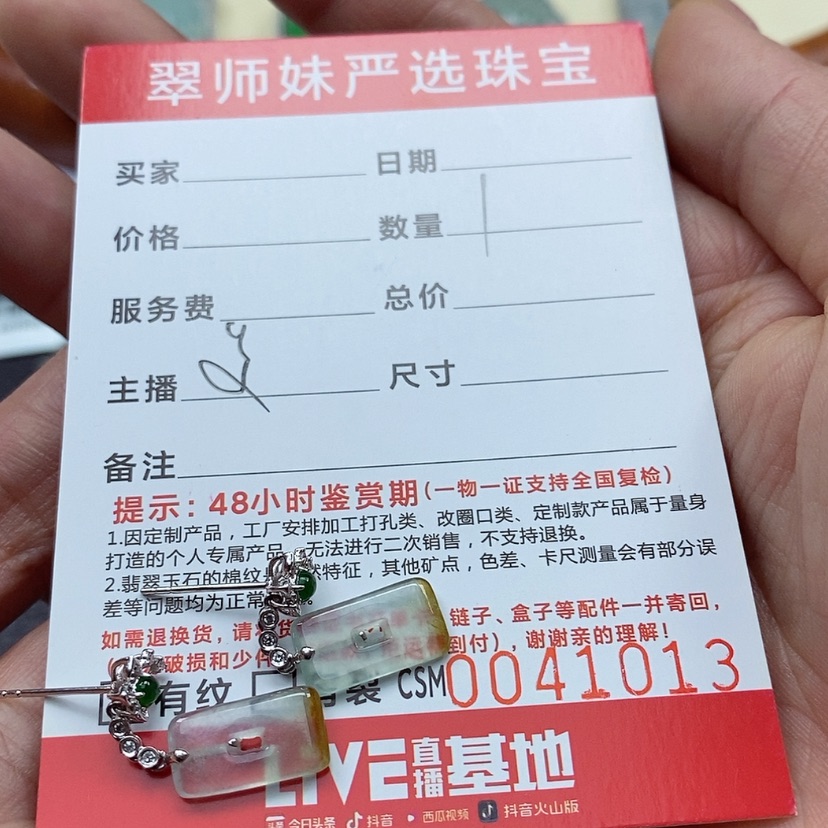 翠师妹严选珠宝
买家 日期
价格 数量 1
服务费 总价
主播 尺寸
备注
提示：48小时鉴赏期(一物一证支持全国复检)
1.因定制产品，工厂安排加工打孔类、改圈口类、定制款产品属于量身
打造的个人专属产品，无法进行二次销售，不支持退换。
2.翡翠玉石的棉纹 然特征，其他矿点，色差、卡尺测量会有部分误
差等问题均为正常
如需退换货，请 货 链子、盒子等配件一并寄回，
破损和少件 到付），谢谢亲的理解！
有纹 有裂 CSM0041013
LIVE直播基地
头条 今日头条 抖音 西瓜视频 抖音火山版